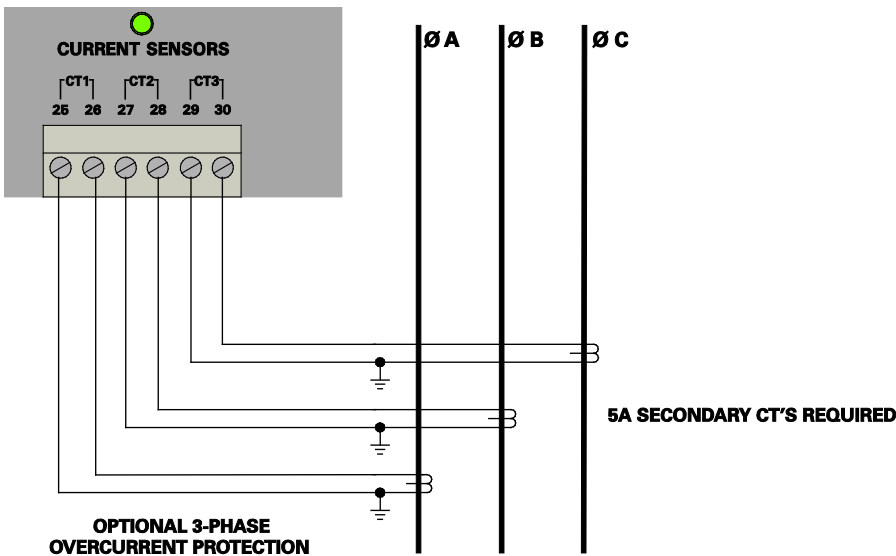 CURRENT SENSORS
CT1 CT2 CT3
25 26 27 28 29 30
Ø A Ø B Ø C
5A SECONDARY CT'S REQUIRED
OPTIONAL 3-PHASE
OVERCURRENT PROTECTION